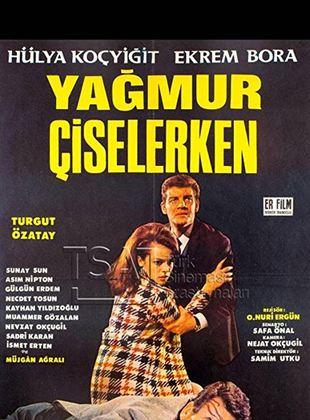 HÜLYA KOÇYİĞİT EKREM BORA
YAĞMUR
ÇİSELERKEN
ER FİLM
TURGUT
ÖZATAY
SUNAY SUN
ASIM NİPTON
GÜLGÜN ERDEM
NECDET TOSUN
KAYHAN YILDIZOĞLU
MUAMMER GÖZALAN
NEVZAT OKÇUGİL
SADRİ KARAN
İSMET ERTEN
ve
MÜJGÂN AĞRALI
REJİSÖR:
O.NURİ ERGÜN
SENARYO:
SAFA ÖNAL
KAMERA:
NEJAT OKÇUGİL
TEKNİK DİREKTÖR:
SAMİM UTKU